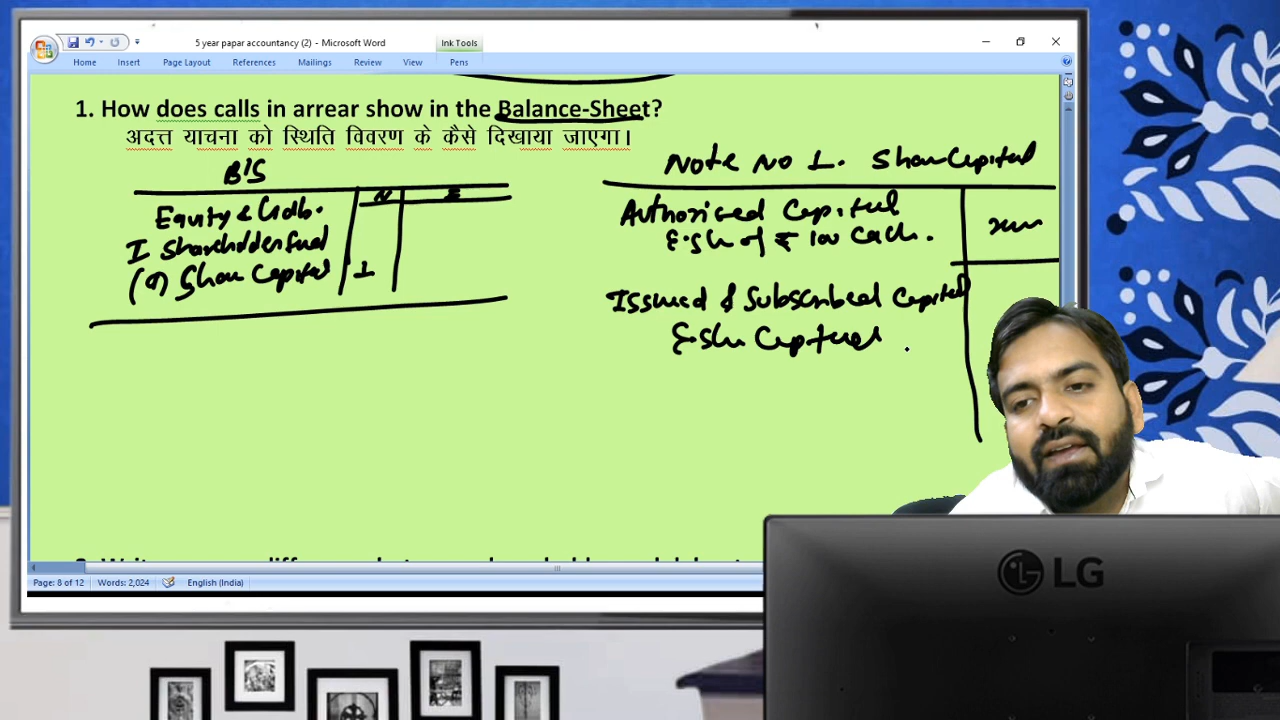 5 year papar accountancy (2) - Microsoft Word
Ink Tools
Home Insert Page Layout References Mailings Review View Pens
1. How does calls in arrear show in the Balance-Sheet?
अदत्त याचना को स्थिति विवरण के कैसे दिखाया जाएगा।
B/S
N
Equity &
I Shareholder fund
(a) Share Capital 1
Note No 1. Share Capital
Authorised Capital
E.sh of ₹ 100 each.
Issued & Subscribed Capital
E.sh Capital
Page: 8 of 12 Words: 2,024 English (India)
LG